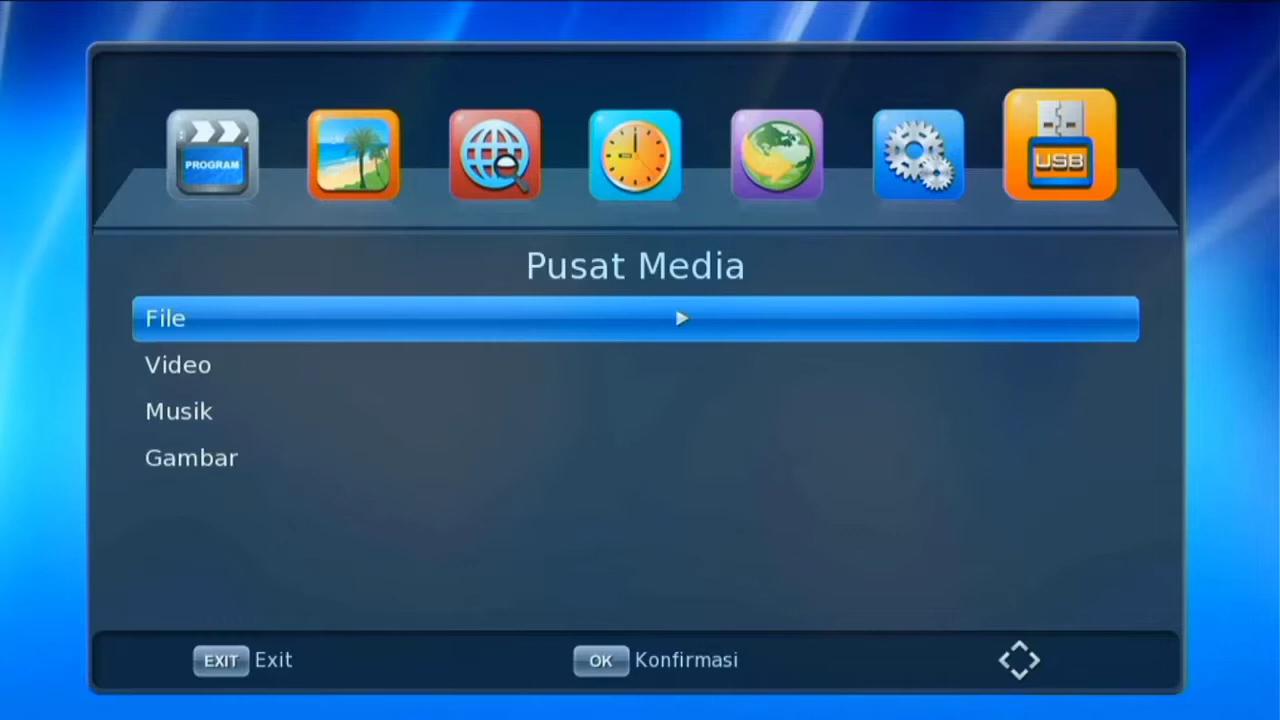 PROGRAM
USB
Pusat Media
File
Video
Musik
Gambar
EXIT Exit
OK Konfirmasi